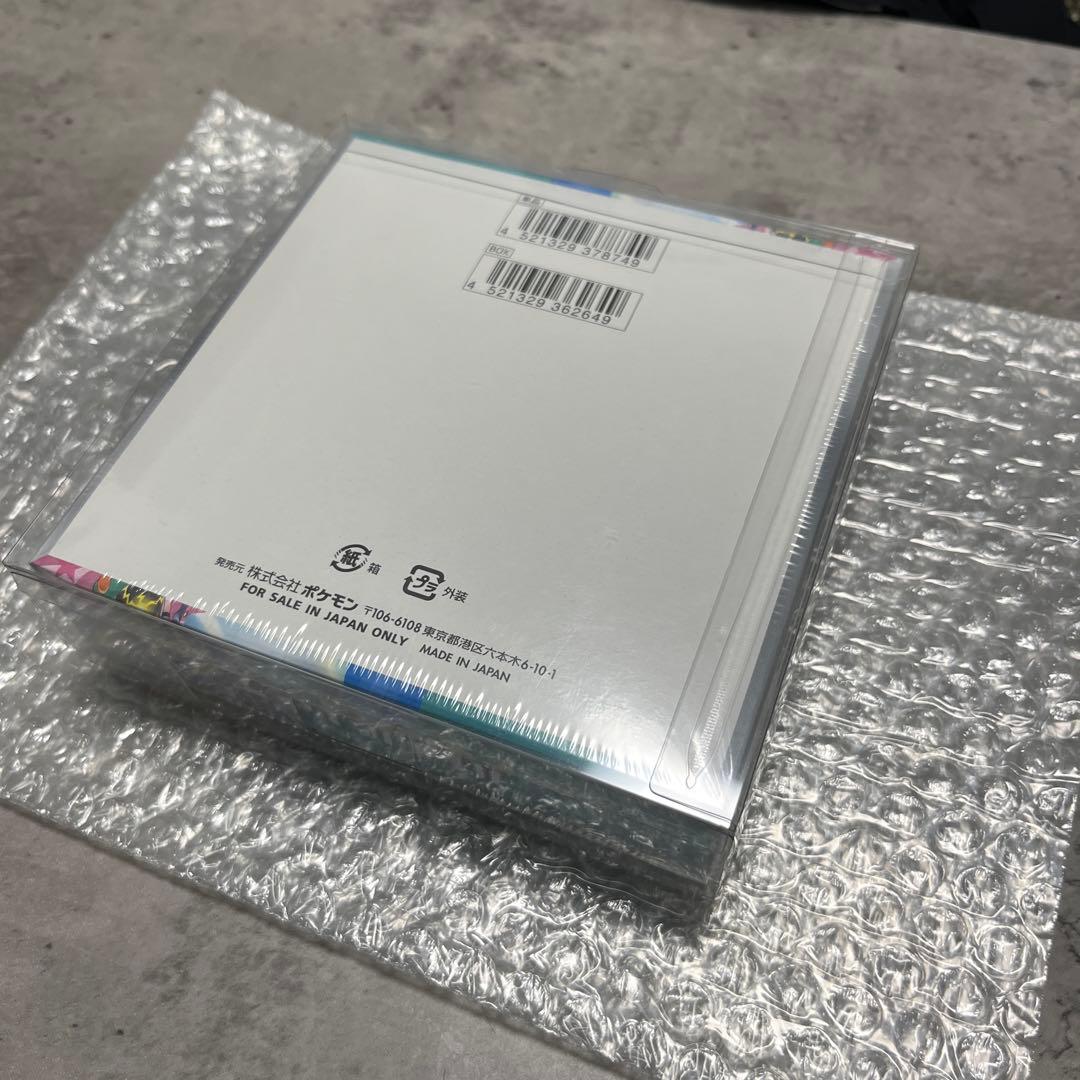 単品
4 521329 378749
BOX
4 521329 362649
紙 箱 プラ 外装
発売元 株式会社 ポケモン 〒106-6108 東京都港区六本木6-10-1
FOR SALE IN JAPAN ONLY MADE IN JAPAN